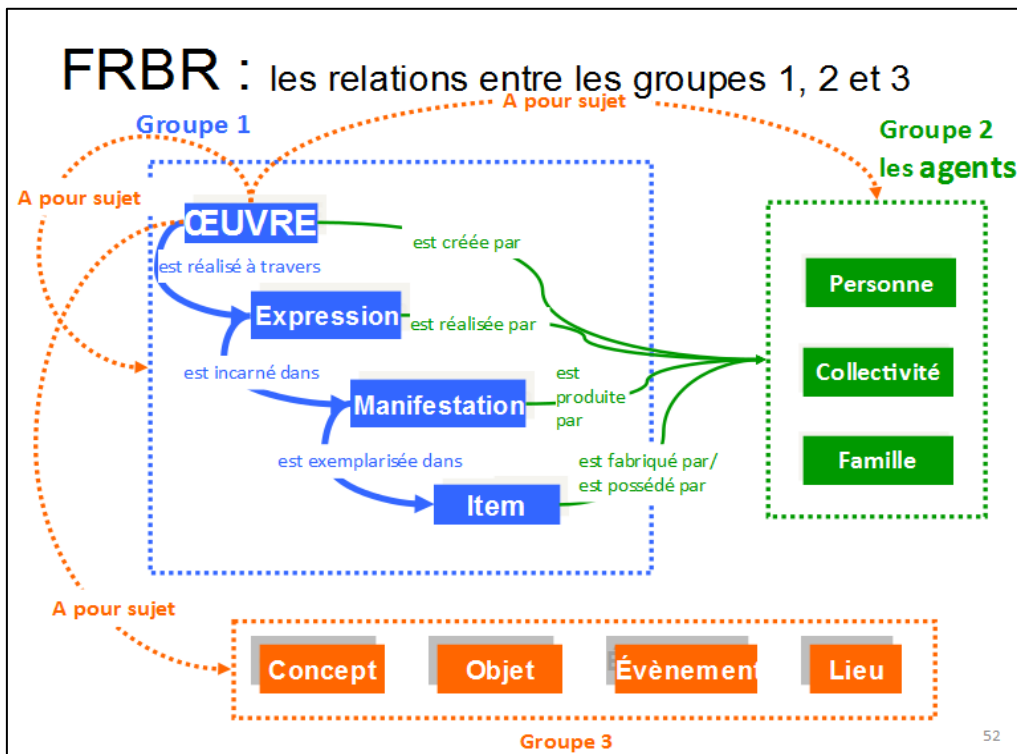 FRBR : les relations entre les groupes 1, 2 et 3
A pour sujet
Groupe 1
Groupe 2
les agents
A pour sujet
ŒUVRE
est créée par
est réalisé à travers
Personne
Expression
est réalisée par
est incarné dans
est
produite
par
Collectivité
Manifestation
est exemplarisée dans
est fabriqué par/
est possédé par
Famille
Item
A pour sujet
Concept
Objet
Évènement
Lieu
Groupe 3
52